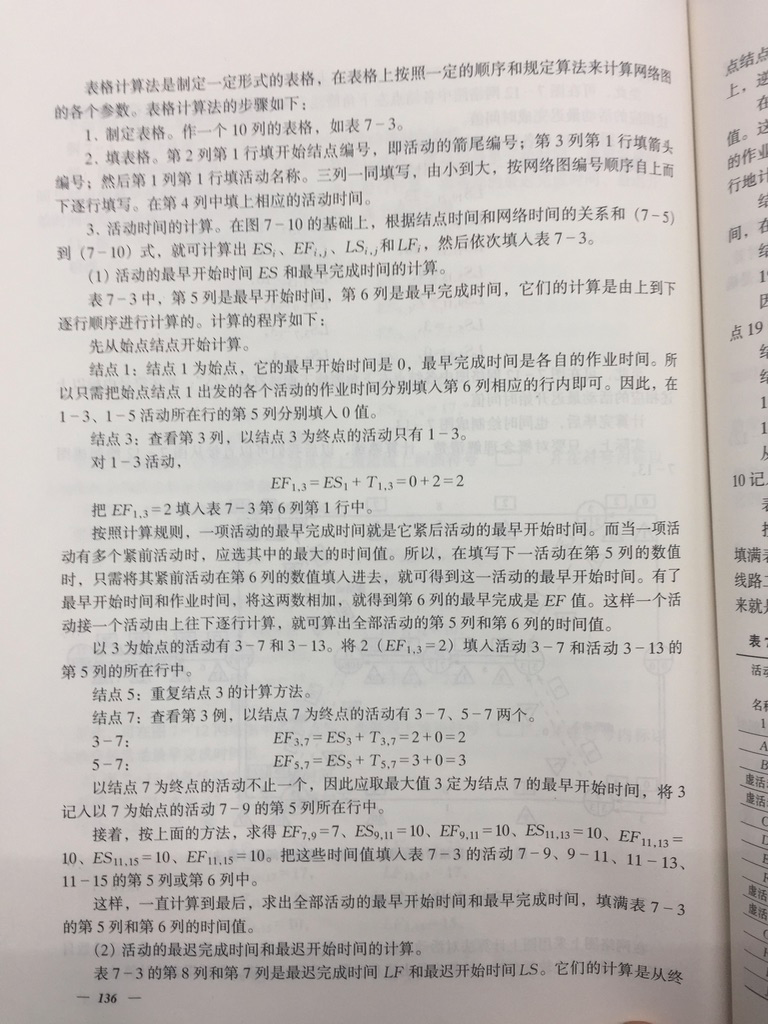 表格计算法是制定一定形式的表格，在表格上按照一定的顺序和规定算法来计算网络图
的各个参数。表格计算法的步骤如下：
1. 制定表格。作一个 10 列的表格，如表 7-3。
2. 填表格。第 2 列第 1 行填开始结点编号，即活动的箭尾编号；第 3 列第 1 行填箭头
编号；然后第 1 列第 1 行填活动名称。三列一同填写，由小到大，按网络图编号顺序自上而
下逐行填写。在第 4 列中填上相应的活动时间。
3. 活动时间的计算。在图 7-10 的基础上，根据结点时间和网络时间的关系和 (7-5)
到 (7-10) 式，就可计算出 ESi、EFi,j、LSi,j和LFi，然后依次填入表 7-3。
(1) 活动的最早开始时间 ES 和最早完成时间的计算。
表 7-3 中，第 5 列是最早开始时间，第 6 列是最早完成时间，它们的计算是由上到下
逐行顺序进行计算的。计算的程序如下：
先从始点结点开始计算。
结点 1：结点 1 为始点，它的最早开始时间是 0，最早完成时间是各自的作业时间。所
以只需把始点结点 1 出发的各个活动的作业时间分别填入第 6 列相应的行内即可。因此，在
1-3、1-5 活动所在行的第 5 列分别填入 0 值。
结点 3：查看第 3 列，以结点 3 为终点的活动只有 1-3。
对 1-3 活动，
EF1,3=ES1+T1,3=0+2=2
把 EF1,3=2 填入表 7-3 第 6 列第 1 行中。
按照计算规则，一项活动的最早完成时间就是它紧后活动的最早开始时间。而当一项活
动有多个紧前活动时，应选其中的最大的时间值。所以，在填写下一活动在第 5 列的数值
时，只需将其紧前活动在第 6 列的数值填入进去，就可得到这一活动的最早开始时间。有了
最早开始时间和作业时间，将这两数相加，就得到第 6 列的最早完成是 EF 值。这样一个活
动接一个活动由上往下逐行计算，就可算出全部活动的第 5 列和第 6 列的时间值。
以 3 为始点的活动有 3-7 和 3-13。将 2（EF1,3=2）填入活动 3-7 和活动 3-13 的
第 5 列的所在行中。
结点 5：重复结点 3 的计算方法。
结点 7：查看第 3 例，以结点 7 为终点的活动有 3-7、5-7 两个。
3-7： EF3,7=ES3+T3,7=2+0=2
5-7： EF5,7=ES5+T5,7=3+0=3
以结点 7 为终点的活动不止一个，因此应取最大值 3 定为结点 7 的最早开始时间，将 3
记入以 7 为始点的活动 7-9 的第 5 列所在行中。
接着，按上面的方法，求得 EF7,9=7、ES9,11=10、EF9,11=10、ES11,13=10、EF11,13=
10、ES11,15=10、EF11,15=10。把这些时间值填入表 7-3 的活动 7-9、9-11、11-13、
11-15 的第 5 列或第 6 列中。
这样，一直计算到最后，求出全部活动的最早开始时间和最早完成时间，填满表 7-3
的第 5 列和第 6 列的时间值。
(2) 活动的最迟完成时间和最迟开始时间的计算。
表 7-3 的第 8 列和第 7 列是最迟完成时间 LF 和最迟开始时间LS。它们的计算是从终
— 136 —
点结点
上，逆
在
值。这
的作业
行地计
结
间，在
结
19
因
点 19
结
结
1
1
从
10 记
表
填满表
线路
来就是
表 7
活动
名称
1
A
B
虚活
虚活
C
D
E
虚活
虚活